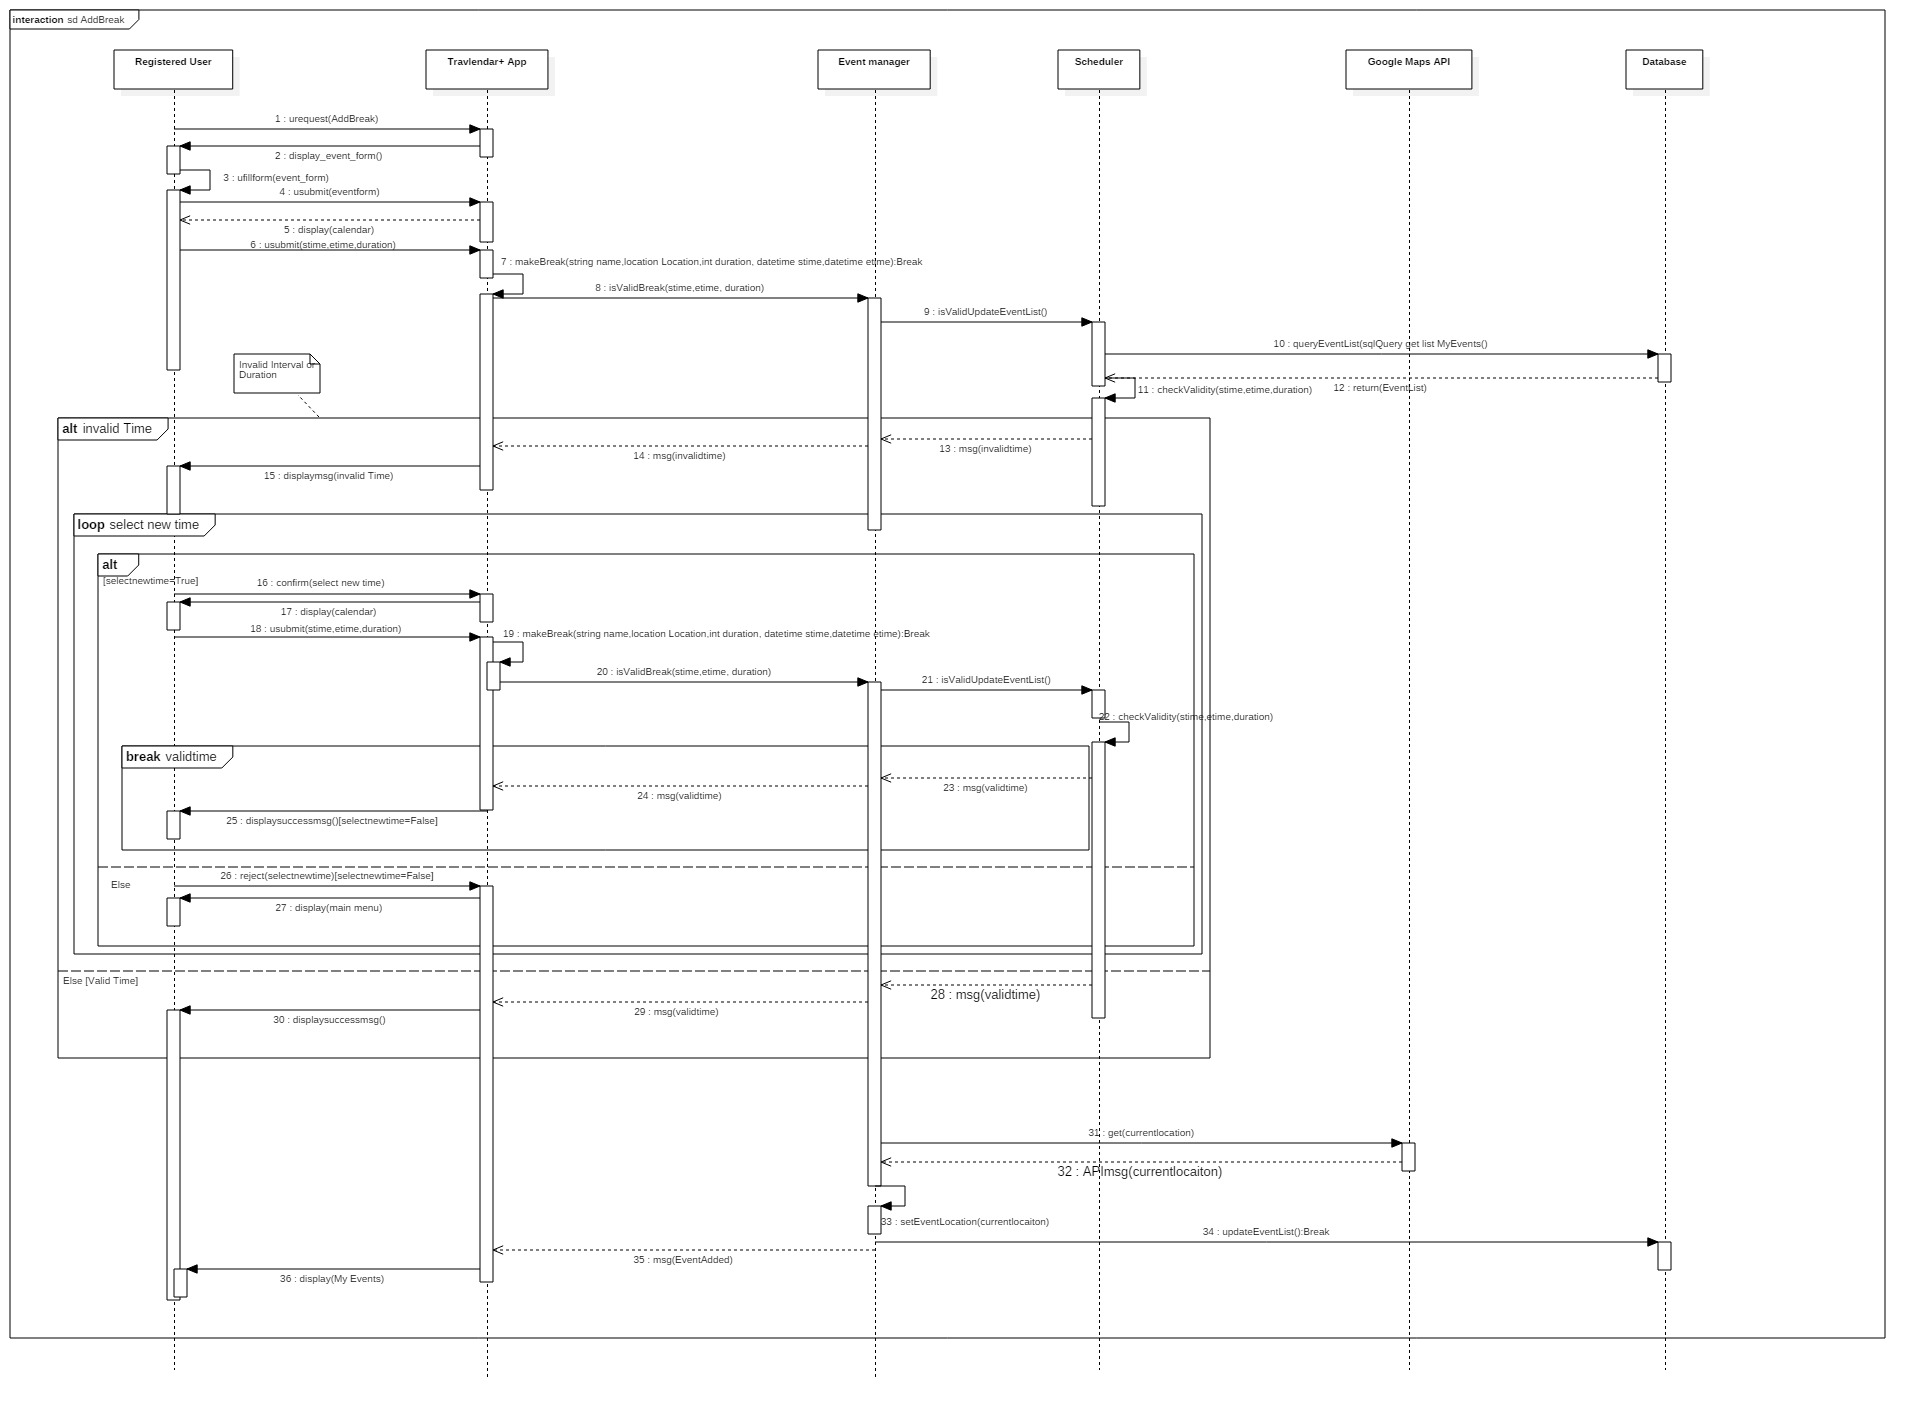 interaction sd AddBreak
Registered User
Travlendar+ App
Event manager
Scheduler
Google Maps API
Database
1 : urequest(AddBreak)
2 : display_event_form()
3 : ufillform(event_form)
4 : usubmit(eventform)
5 : display(calendar)
6 : usubmit(stime,etime,duration)
7 : makeBreak(string name,location Location,int duration, datetime stime,datetime etime):Break
8 : isValidBreak(stime,etime, duration)
9 : isValidUpdateEventList()
10 : queryEventList(sqlQuery get list MyEvents()
11 : checkValidity(stime,etime,duration)
12 : return(EventList)
Invalid Interval or
Duration
alt invalid Time
13 : msg(invalidtime)
14 : msg(invalidtime)
15 : displaymsg(invalid Time)
loop select new time
alt
[selectnewtime=True]
16 : confirm(select new time)
17 : display(calendar)
18 : usubmit(stime,etime,duration)
19 : makeBreak(string name,location Location,int duration, datetime stime,datetime etime):Break
20 : isValidBreak(stime,etime, duration)
21 : isValidUpdateEventList()
22 : checkValidity(stime,etime,duration)
break validtime
23 : msg(validtime)
24 : msg(validtime)
25 : displaysuccessmsg()[selectnewtime=False]
Else
26 : reject(selectnewtime)[selectnewtime=False]
27 : display(main menu)
Else [Valid Time]
28 : msg(validtime)
29 : msg(validtime)
30 : displaysuccessmsg()
31 : get(currentlocation)
32 : APImsg(currentlocaiton)
33 : setEventLocation(currentlocaiton)
34 : updateEventList():Break
35 : msg(EventAdded)
36 : display(My Events)